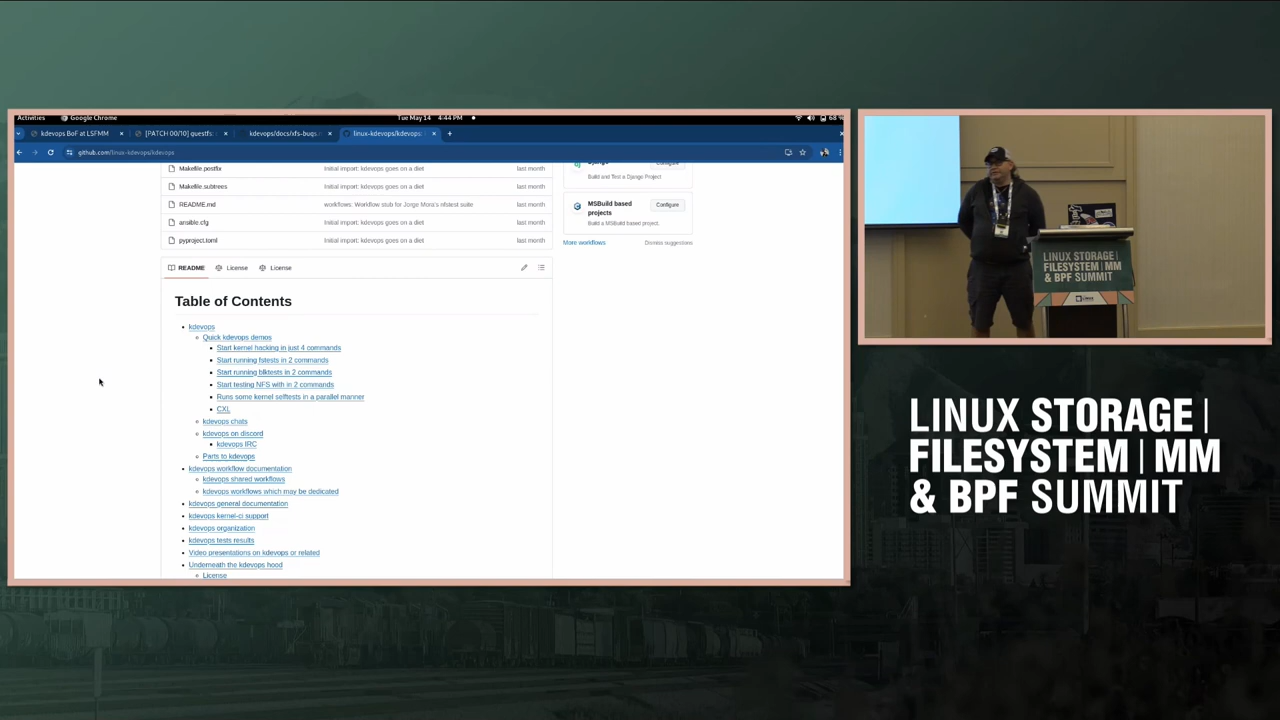 Activities
Google Chrome
Tue May 14 4:44 PM
68 %
kdevops BoF at LSFMM
[PATCH 00/10] guestfs:
kdevops/docs/xfs-bugs.m
linux-kdevops/kdevops:
github.com/linux-kdevops/kdevops
Makefile.postfix
Initial import: kdevops goes on a diet
last month
Makefile.subtrees
Initial import: kdevops goes on a diet
last month
README.md
workflows: Workflow stub for Jorge Mora's nfstest suite
last month
ansible.cfg
Initial import: kdevops goes on a diet
last month
pyproject.toml
Initial import: kdevops goes on a diet
last month
Django
Configure
Build and Test a Django Project
MSBuild based
projects
Configure
Build a MSBuild based project.
More workflows
Dismiss suggestions
README
License
License
Table of Contents
kdevops
Quick kdevops demos
Start kernel hacking in just 4 commands
Start running fstests in 2 commands
Start running blktests in 2 commands
Start testing NFS with in 2 commands
Runs some kernel selftests in a parallel manner
CXL
kdevops chats
kdevops on discord
kdevops IRC
Parts to kdevops
kdevops workflow documentation
kdevops shared workflows
kdevops workflows which may be dedicated
kdevops general documentation
kdevops kernel-ci support
kdevops organization
kdevops tests results
Video presentations on kdevops or related
Underneath the kdevops hood
License
LINUX STORAGE
FILESYSTEM | MM
& BPF SUMMIT
LINUX STORAGE |
FILESYSTEM | MM
& BPF SUMMIT